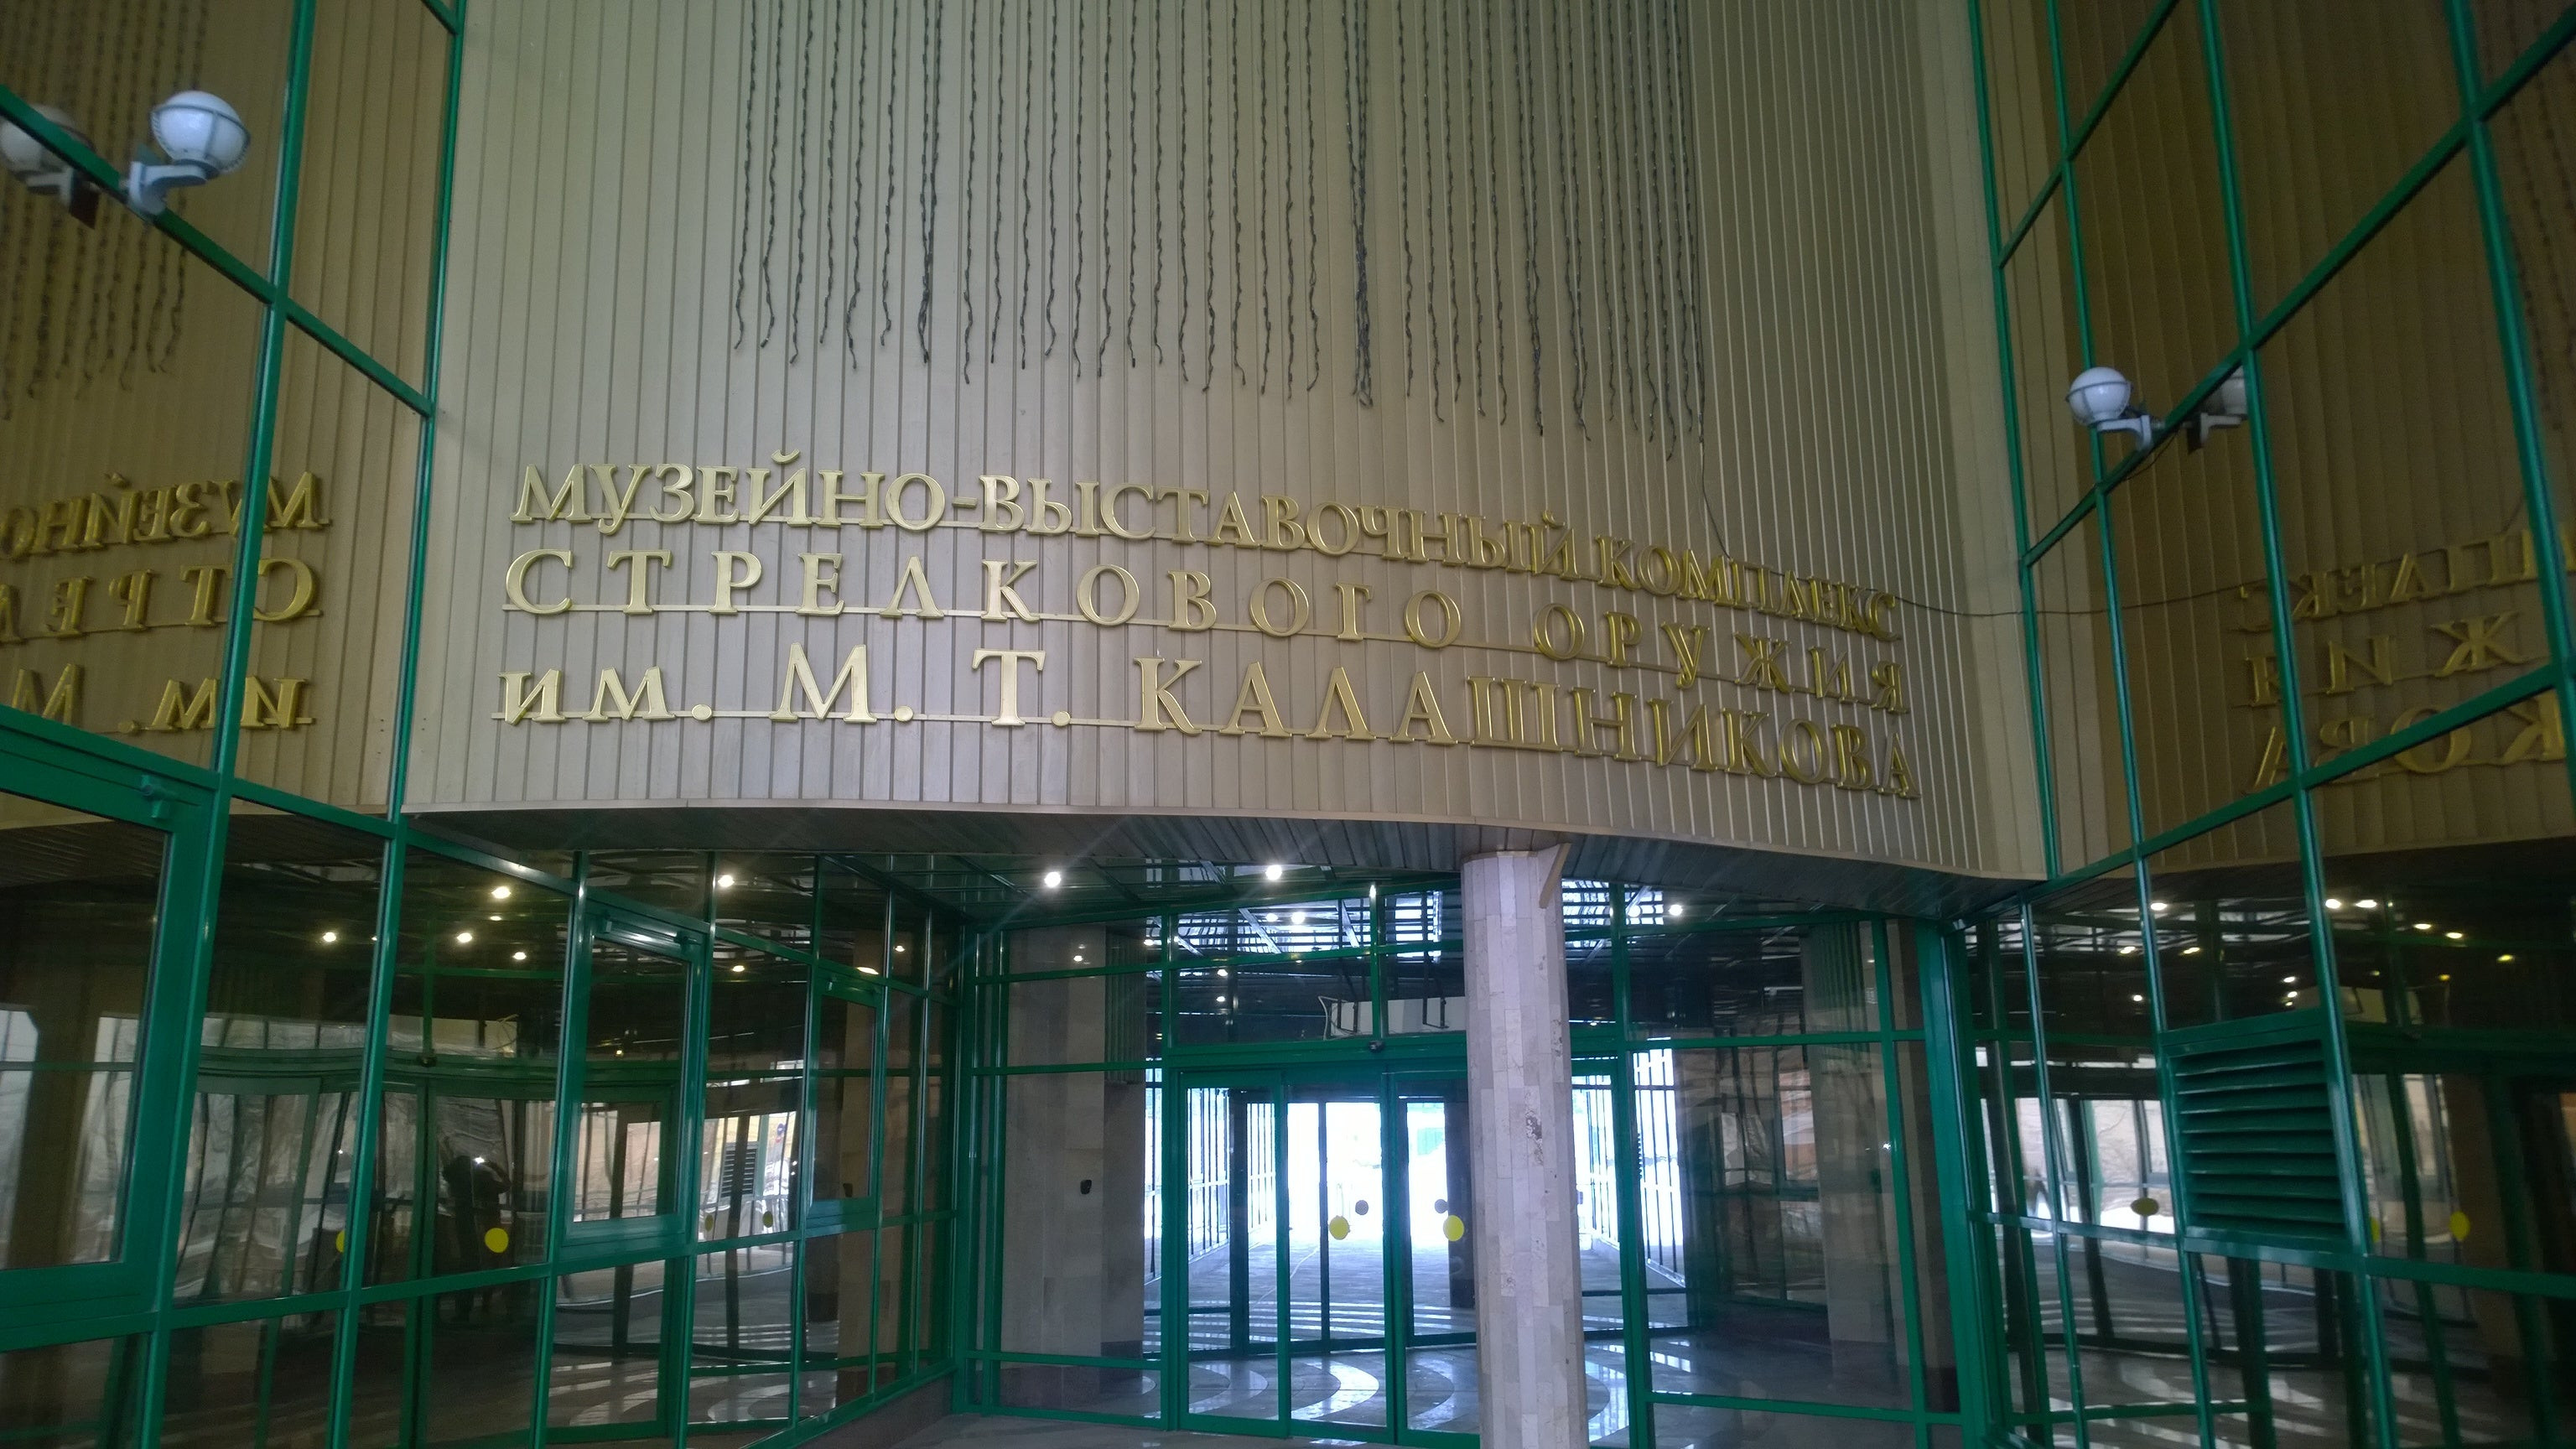 МУЗЕЙНО-ВЫСТАВОЧНЫЙ КОМПЛЕКС
СТРЕЛКОВОГО ОРУЖИЯ
им. М. Т. КАЛАШНИКОВА